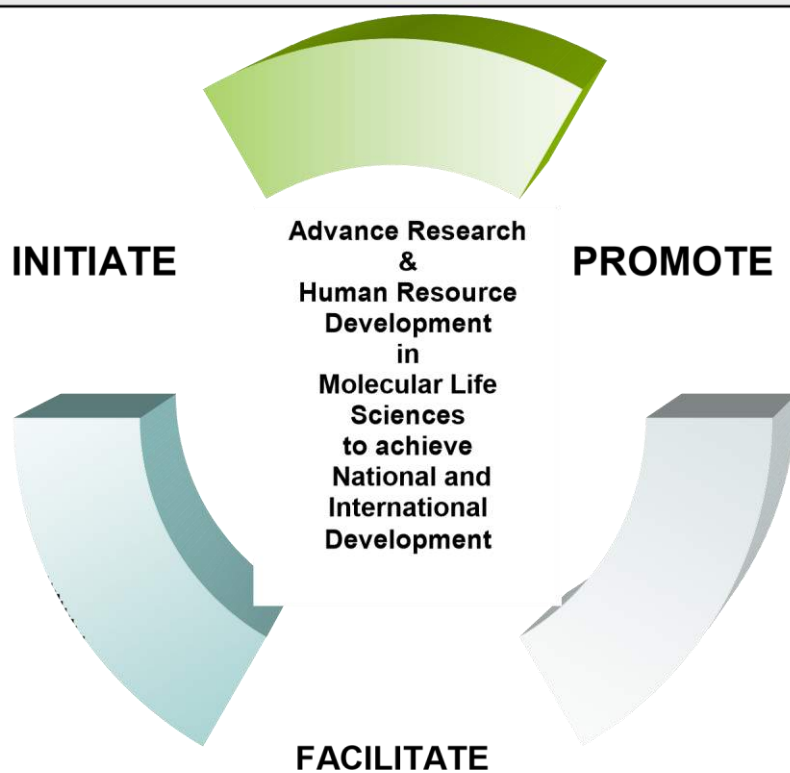 INITIATE
PROMOTE
Advance Research
&
Human Resource
Development
in
Molecular Life
Sciences
to achieve
National and
International
Development
FACILITATE